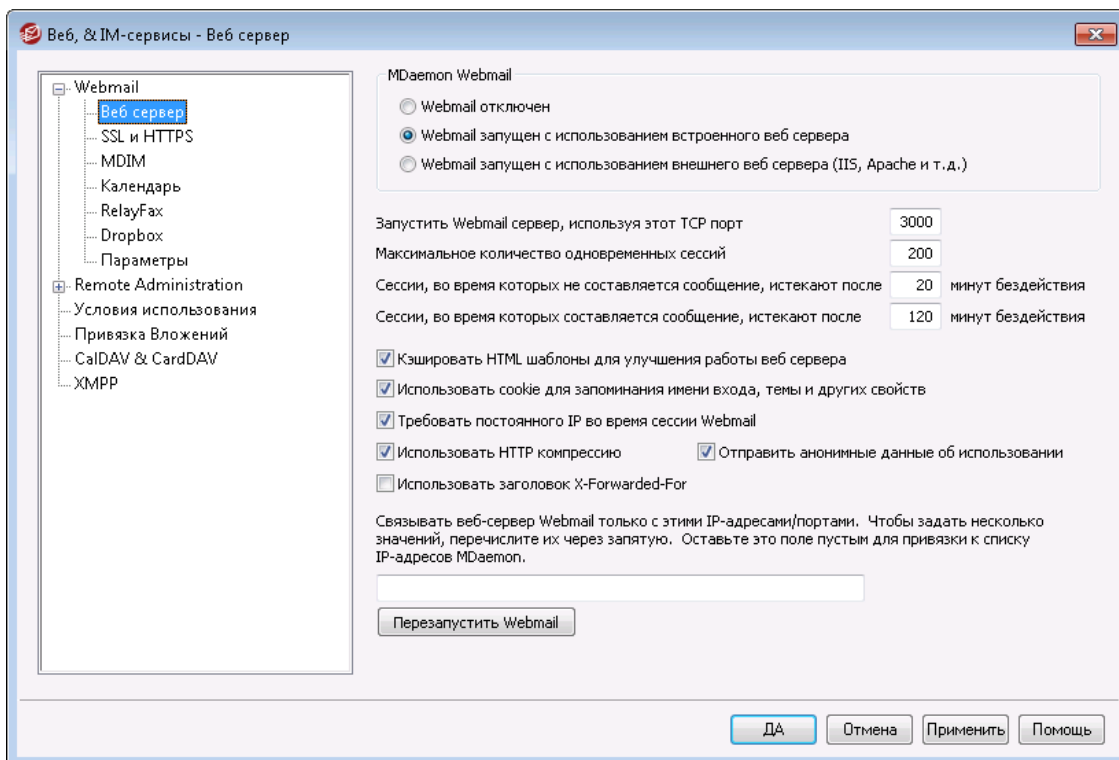 Веб, & IM-сервисы - Веб сервер
Webmail
Веб сервер
SSL и HTTPS
MDIM
Календарь
RelayFax
Dropbox
Параметры
Remote Administration
Условия использования
Привязка Вложений
CalDAV & CardDAV
XMPP
MDaemon Webmail
Webmail отключен
Webmail запущен с использованием встроенного веб сервера
Webmail запущен с использованием внешнего веб сервера (IIS, Apache и т.д.)
Запустить Webmail сервер, используя этот TCP порт 3000
Максимальное количество одновременных сессий 200
Сессии, во время которых не составляется сообщение, истекают после 20 минут бездействия
Сессии, во время которых составляется сообщение, истекают после 120 минут бездействия
Кэшировать HTML шаблоны для улучшения работы веб сервера
Использовать cookie для запоминания имени входа, темы и других свойств
Требовать постоянного IP во время сессии Webmail
Использовать HTTP компрессию Отправить анонимные данные об использовании
Использовать заголовок X-Forwarded-For
Связывать веб-сервер Webmail только с этими IP-адресами/портами. Чтобы задать несколько
значений, перечислите их через запятую. Оставьте это поле пустым для привязки к списку
IP-адресов MDaemon.
Перезапустить Webmail
ДА Отмена Применить Помощь